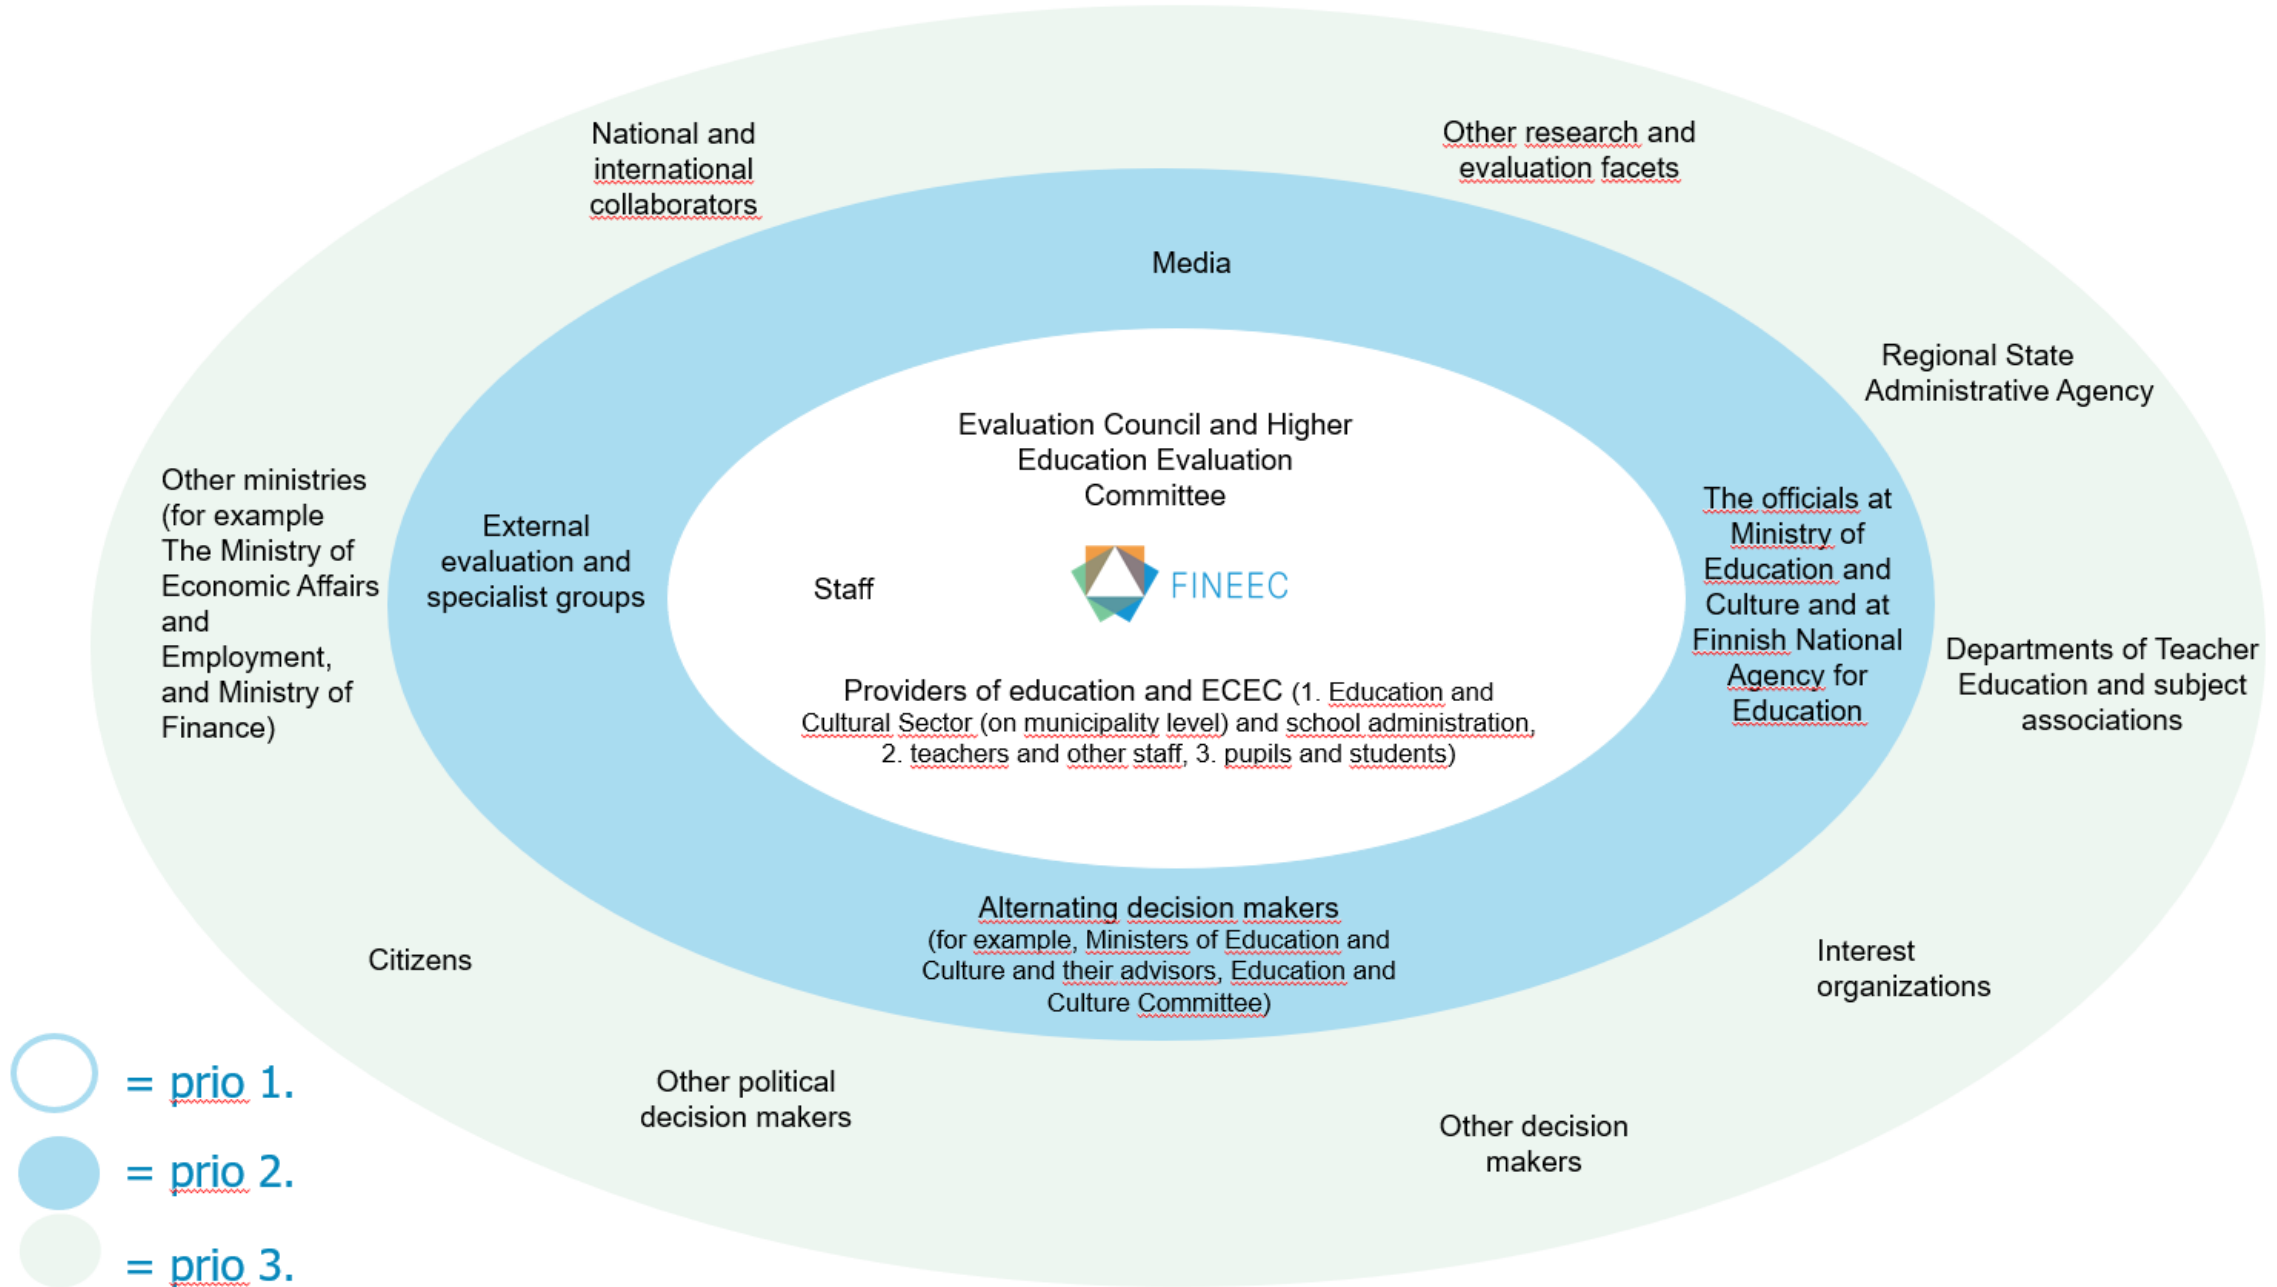 National and
international
collaborators
Other research and
evaluation facets
Media
Regional State
Administrative Agency
Evaluation Council and Higher
Education Evaluation
Committee
Other ministries
(for example
The Ministry of
Economic Affairs
and
Employment,
and Ministry of
Finance)
External
evaluation and
specialist groups
Staff
FINEEC
The officials at
Ministry of
Education and
Culture and at
Finnish National
Agency for
Education
Departments of Teacher
Education and subject
associations
Providers of education and ECEC (1. Education and
Cultural Sector (on municipality level) and school administration,
2. teachers and other staff, 3. pupils and students)
Alternating decision makers
(for example, Ministers of Education and
Culture and their advisors, Education and
Culture Committee)
Citizens
Interest
organizations
Other political
decision makers
Other decision
makers
= prio 1.
= prio 2.
= prio 3.